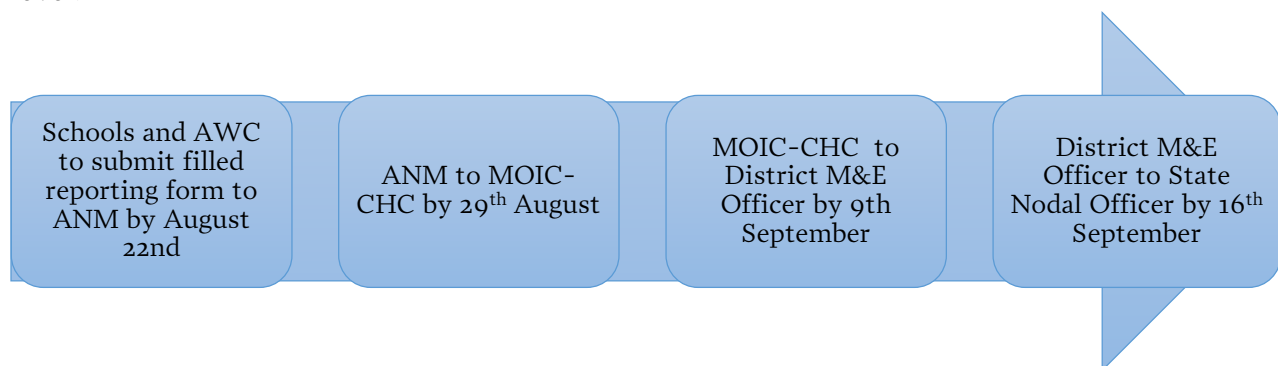 Schools and AWC
to submit filled
reporting form to
ANM by August
22nd
ANM to MOIC-
CHC by 29th August
MOIC-CHC to
District M&E
Officer by 9th
September
District M&E
Officer to State
Nodal Officer by 16th
September